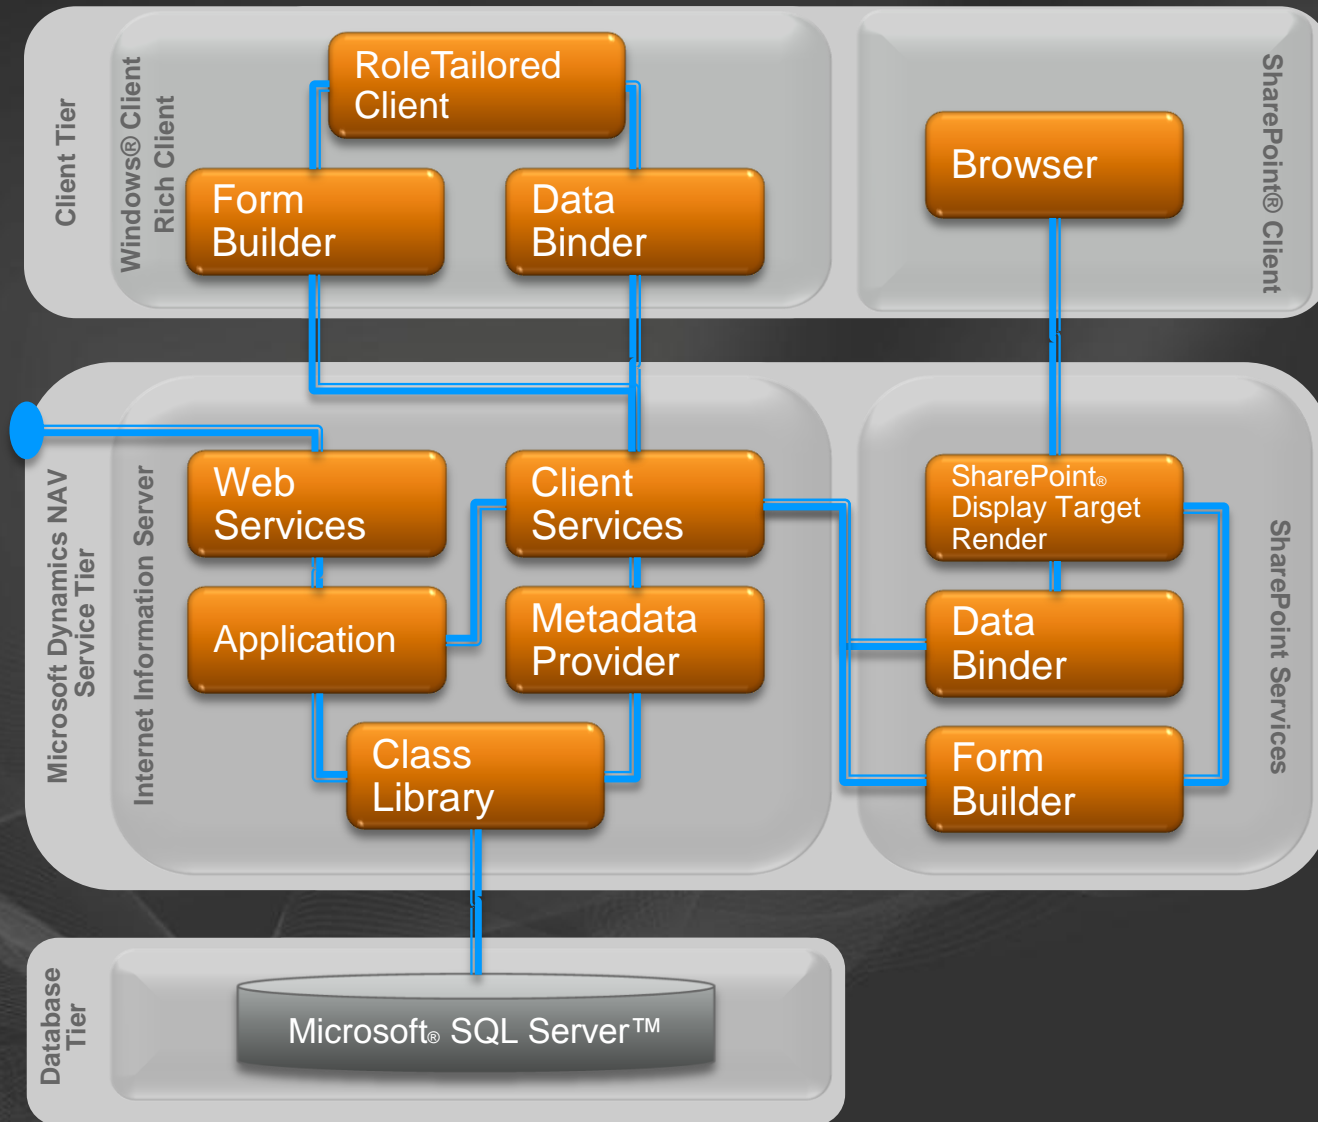 Client Tier
Windows® Client
Rich Client
RoleTailored
Client
Form
Builder
Data
Binder
Browser
SharePoint® Client
Microsoft Dynamics NAV
Service Tier
Internet Information Server
Web
Services
Client
Services
Application
Metadata
Provider
Class
Library
SharePoint®
Display Target
Render
Data
Binder
Form
Builder
SharePoint Services
Database
Tier
Microsoft® SQL Server™